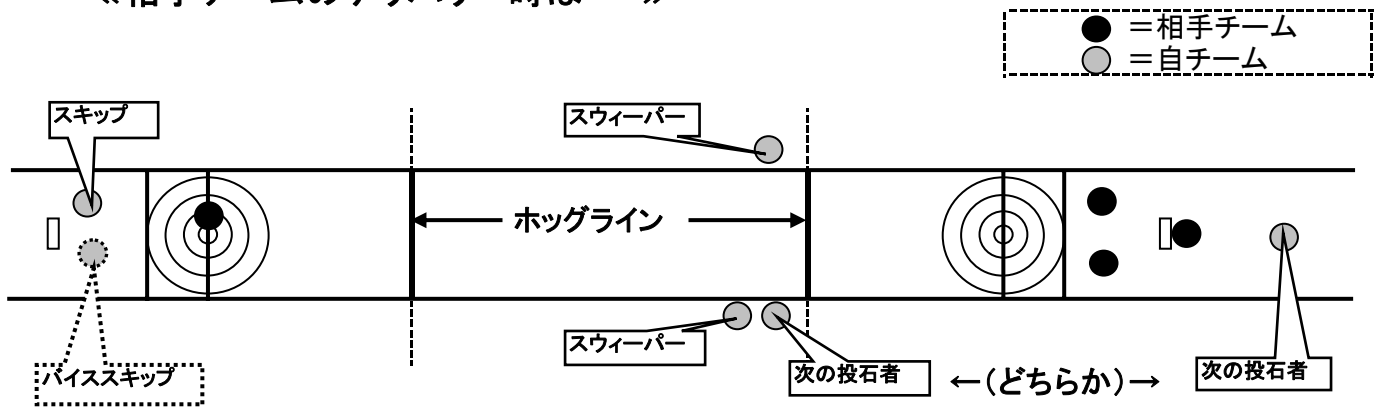 ＝相手チーム
＝自チーム
スキップ
スウィーパー
ホッグライン
スウィーパー
バイススキップ
次の投石者
←（どちらか）→
次の投石者